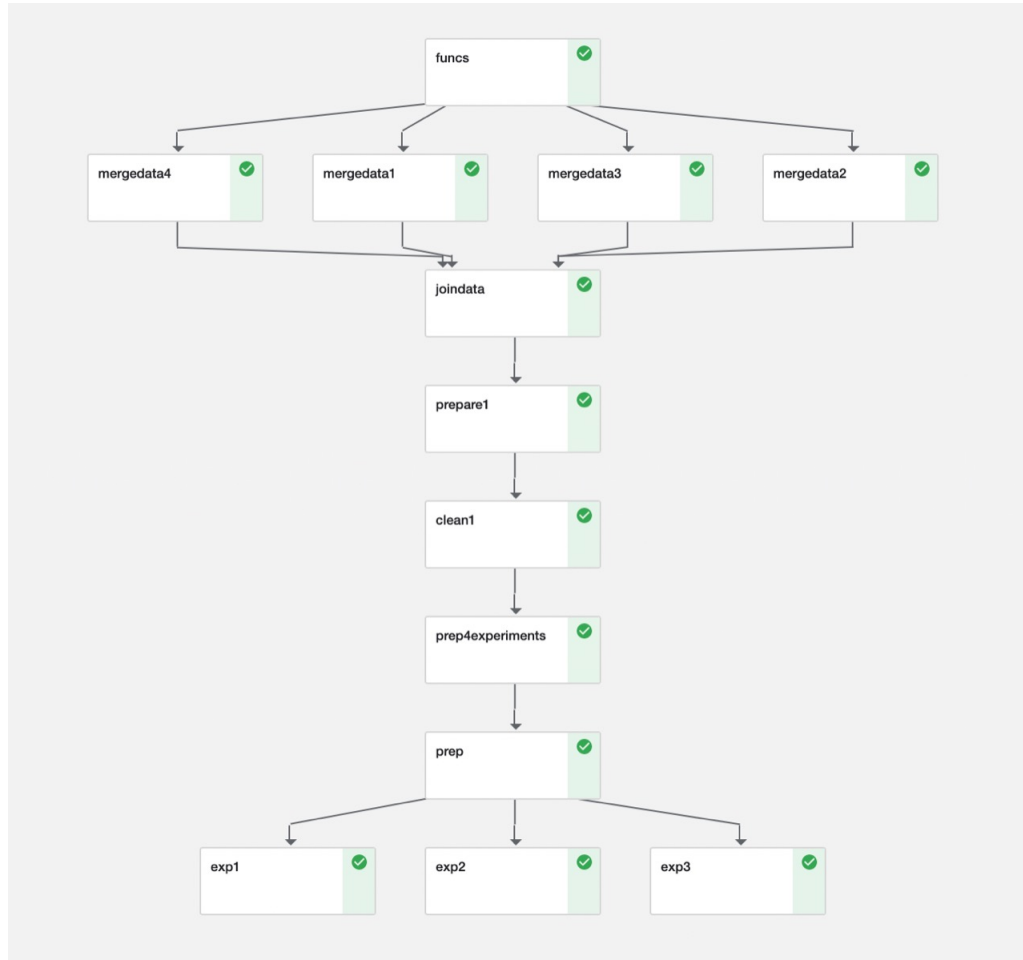 funcs
mergedata4
mergedata1
mergedata3
mergedata2
joindata
prepare1
clean1
prep4experiments
prep
exp1
exp2
exp3